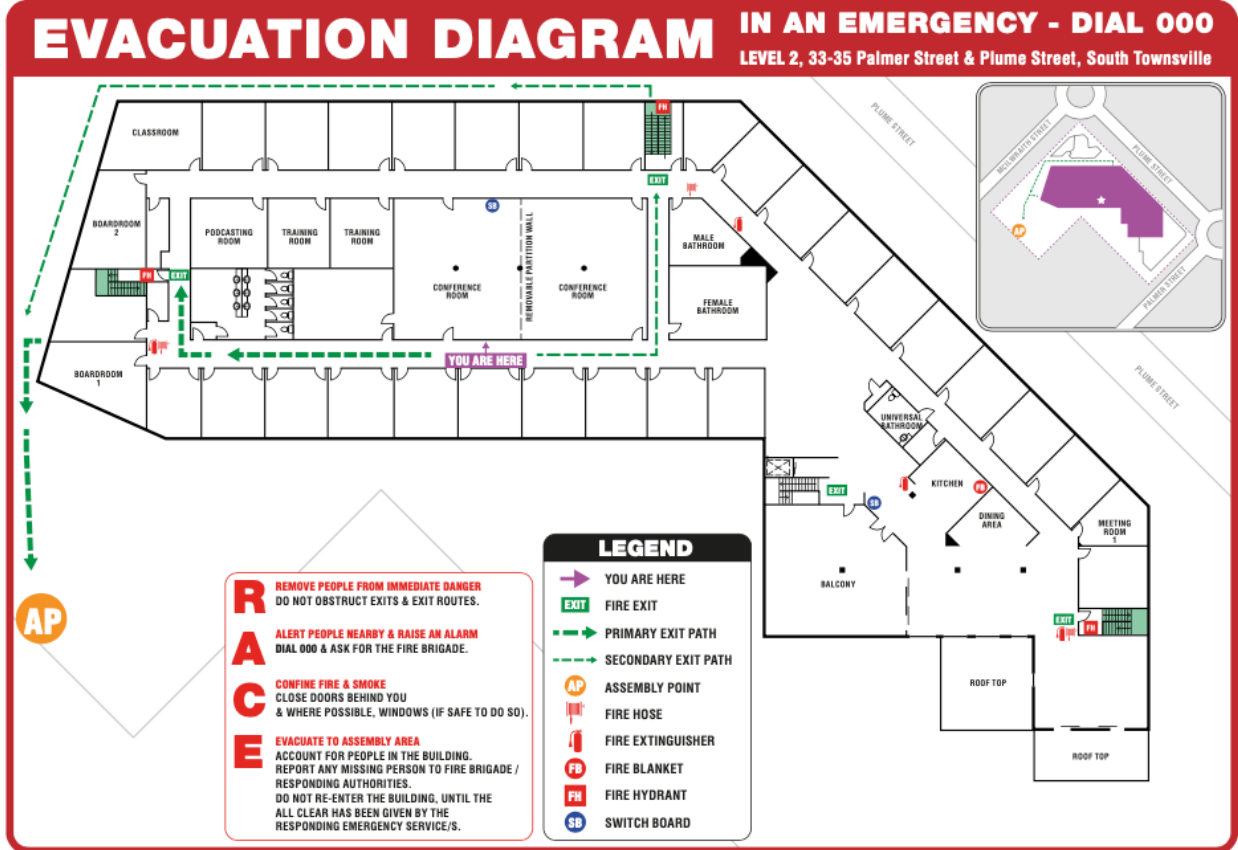 EVACUATION DIAGRAM
IN AN EMERGENCY - DIAL 000
LEVEL 2, 33-35 Palmer Street & Plume Street, South Townsville
FH
CLASSROOM
PLUME STREET
MCILWRAITH STREET
PLUME STREET
AP
PALMER STREET
EXIT
SB
BOARDROOM
2
PODCASTING
ROOM
TRAINING
ROOM
TRAINING
ROOM
REMOVABLE PARTITION WALL
MALE
BATHROOM
FH
EXIT
CONFERENCE
ROOM
CONFERENCE
ROOM
FEMALE
BATHROOM
YOU ARE HERE
BOARDROOM
1
PLUME STREET
UNIVERSAL
BATHROOM
KITCHEN
FB
EXIT
SB
DINING
AREA
MEETING
ROOM
1
BALCONY
EXIT
FH
ROOF TOP
ROOF TOP
AP
R
REMOVE PEOPLE FROM IMMEDIATE DANGER
DO NOT OBSTRUCT EXITS & EXIT ROUTES.
A
ALERT PEOPLE NEARBY & RAISE AN ALARM
DIAL 000 & ASK FOR THE FIRE BRIGADE.
C
CONFINE FIRE & SMOKE
CLOSE DOORS BEHIND YOU
& WHERE POSSIBLE, WINDOWS (IF SAFE TO DO SO).
E
EVACUATE TO ASSEMBLY AREA
ACCOUNT FOR PEOPLE IN THE BUILDING.
REPORT ANY MISSING PERSON TO FIRE BRIGADE /
RESPONDING AUTHORITIES.
DO NOT RE-ENTER THE BUILDING, UNTIL THE
ALL CLEAR HAS BEEN GIVEN BY THE
RESPONDING EMERGENCY SERVICE/S.
LEGEND
YOU ARE HERE
EXIT FIRE EXIT
PRIMARY EXIT PATH
SECONDARY EXIT PATH
AP ASSEMBLY POINT
FIRE HOSE
FIRE EXTINGUISHER
FB FIRE BLANKET
FH FIRE HYDRANT
SB SWITCH BOARD